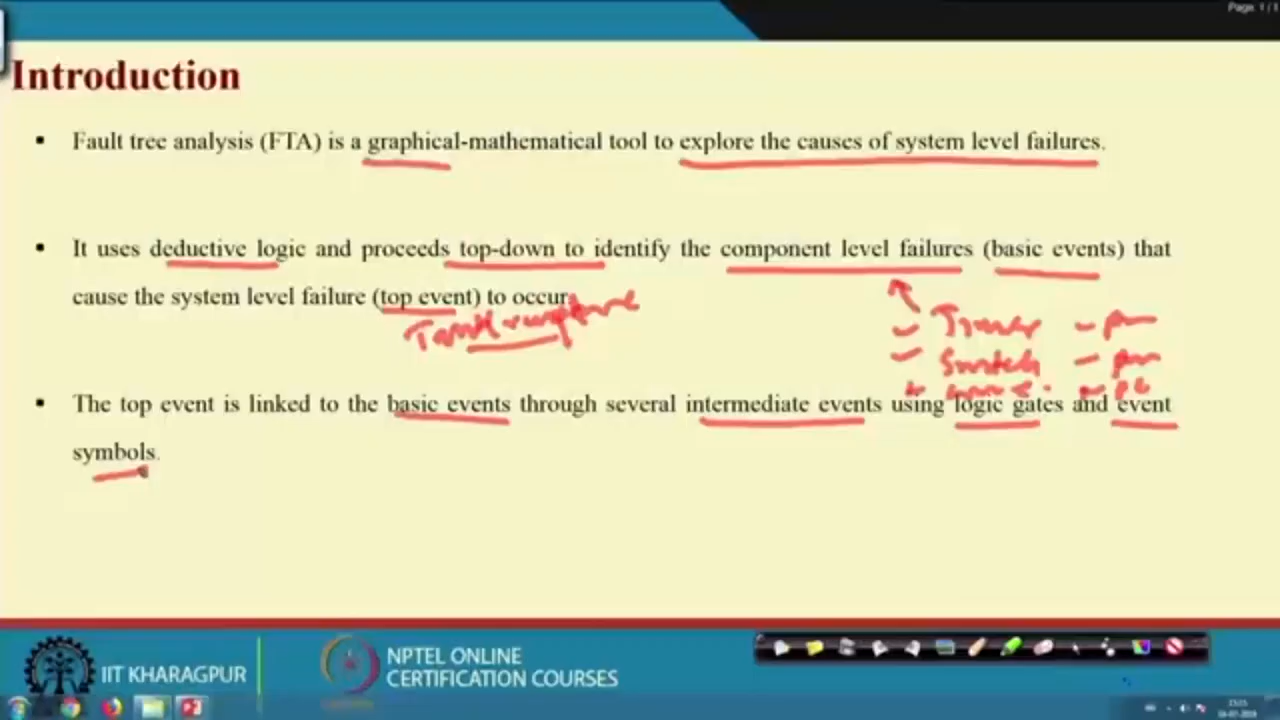 Page: 1 / 1
Introduction
▪ Fault tree analysis (FTA) is a graphical-mathematical tool to explore the causes of system level failures.
▪ It uses deductive logic and proceeds top-down to identify the component level failures (basic events) that
cause the system level failure (top event) to occur.
Tank rupture
Timer
Switch
▪ The top event is linked to the basic events through several intermediate events using logic gates and event
symbols.
IIT KHARAGPUR
NPTEL ONLINE
CERTIFICATION COURSES